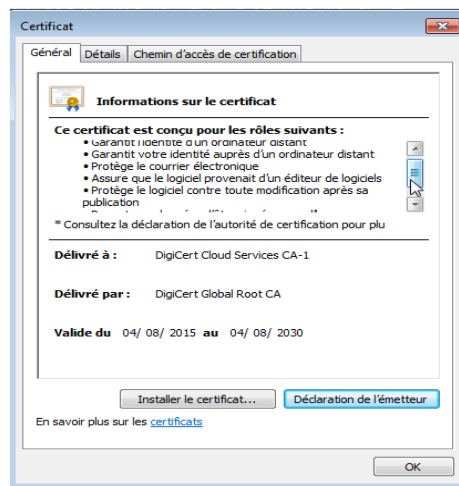 Certificat
Général Détails Chemin d'accès de certification
Informations sur le certificat
Ce certificat est conçu pour les rôles suivants :
• Garantit l'identité d'un ordinateur distant
• Garantit votre identité auprès d'un ordinateur distant
• Protège le courrier électronique
• Assure que le logiciel provenait d'un éditeur de logiciels
• Protège le logiciel contre toute modification après sa
publication
* Consultez la déclaration de l'autorité de certification pour plu
Délivré à : DigiCert Cloud Services CA-1
Délivré par : DigiCert Global Root CA
Valide du 04/ 08/ 2015 au 04/ 08/ 2030
Installer le certificat... Déclaration de l'émetteur
En savoir plus sur les certificats
OK